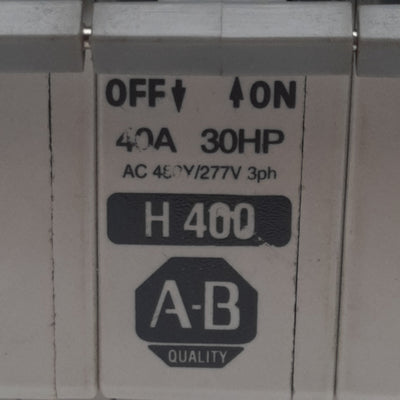 OFF↓ ↑ON
40A 30HP
AC 480Y/277V 3ph
H 400
A-B
QUALITY